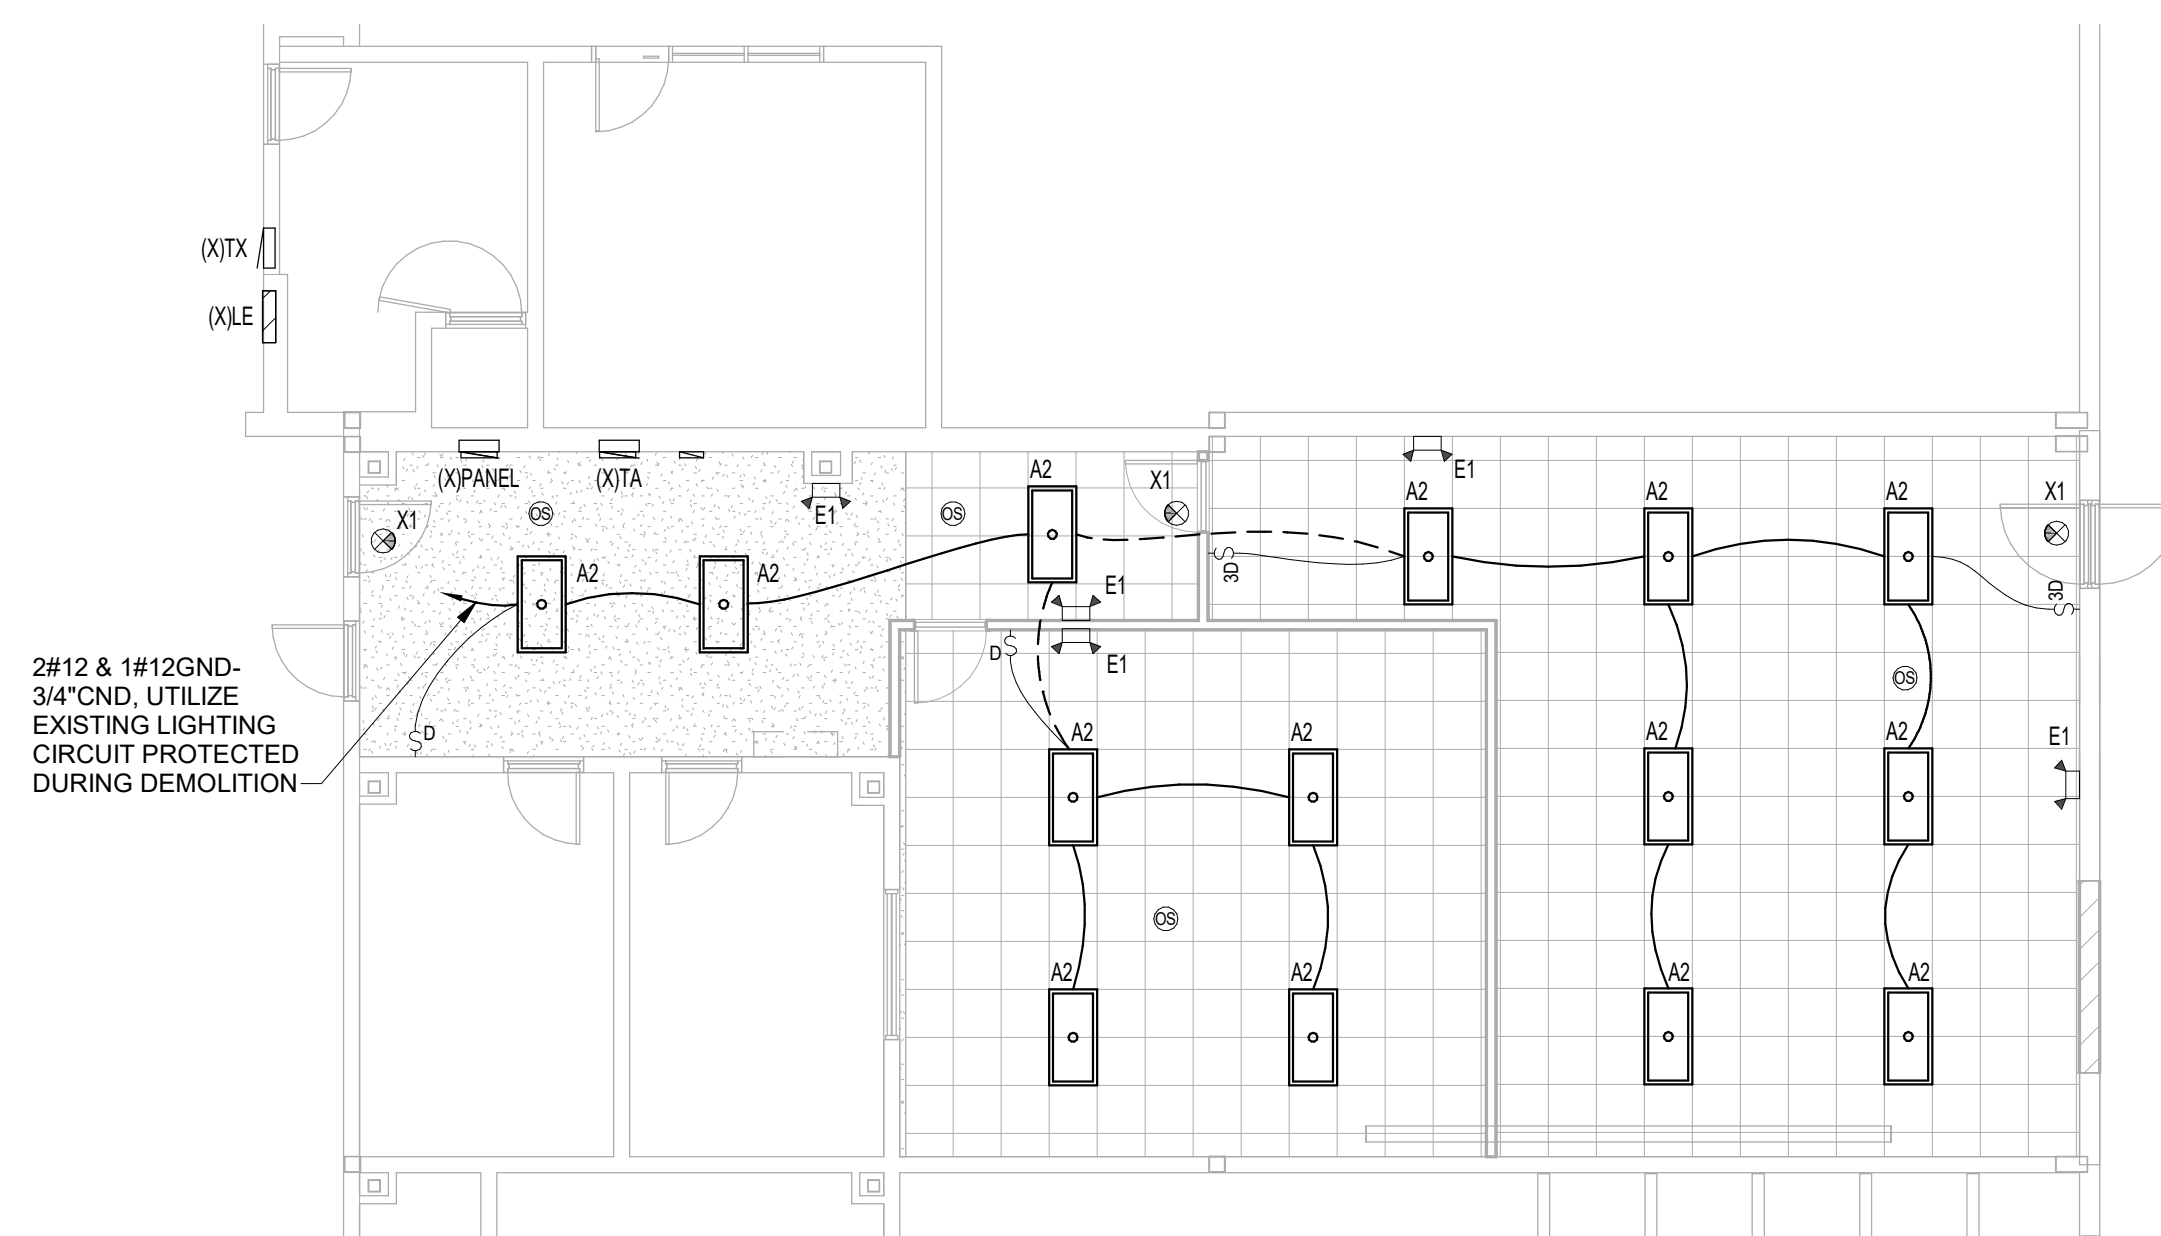 (X)TX
(X)LE
(X)PANEL
(X)TA
E1
A2
X1
E1
A2
A2
A2
X1
OS
X1
OS
A2
A2
3D
3D
E1
E1
D
OS
2#12 & 1#12GND-
3/4"CND, UTILIZE
EXISTING LIGHTING
CIRCUIT PROTECTED
DURING DEMOLITION
S
D
S
S
S
A2
A2
A2
A2
E1
OS
A2
A2
A2
A2